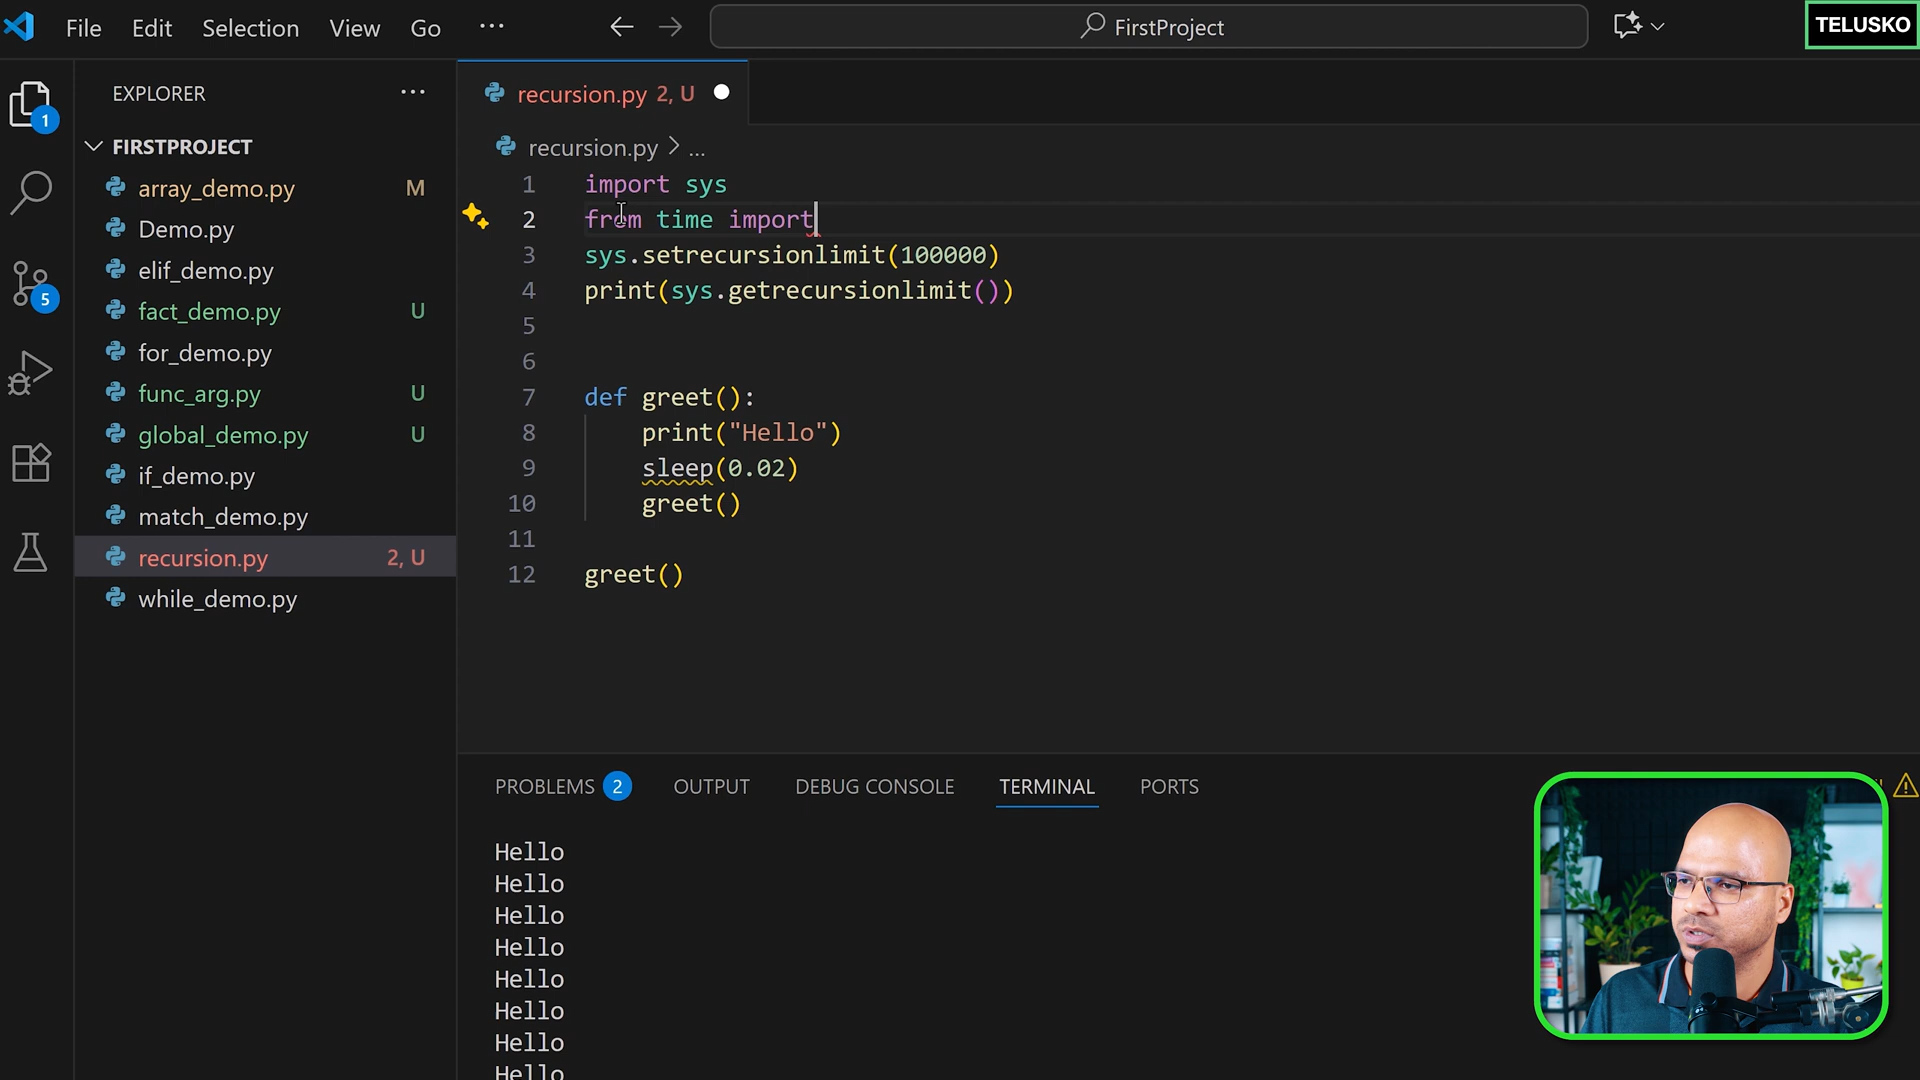 File Edit Selection View Go ...
FirstProject
TELUSKO
EXPLORER ...
1
5
FIRSTPROJECT
array_demo.py M
Demo.py
elif_demo.py
fact_demo.py U
for_demo.py
func_arg.py U
global_demo.py U
if_demo.py
match_demo.py
recursion.py 2, U
while_demo.py
recursion.py 2, U
recursion.py > ...
1 import sys
2 from time import
3 sys.setrecursionlimit(100000)
4 print(sys.getrecursionlimit())
5
6
7 def greet():
8 print("Hello")
9 sleep(0.02)
10 greet()
11
12 greet()
PROBLEMS 2 OUTPUT DEBUG CONSOLE TERMINAL PORTS
Hello
Hello
Hello
Hello
Hello
Hello
Hello
Hello